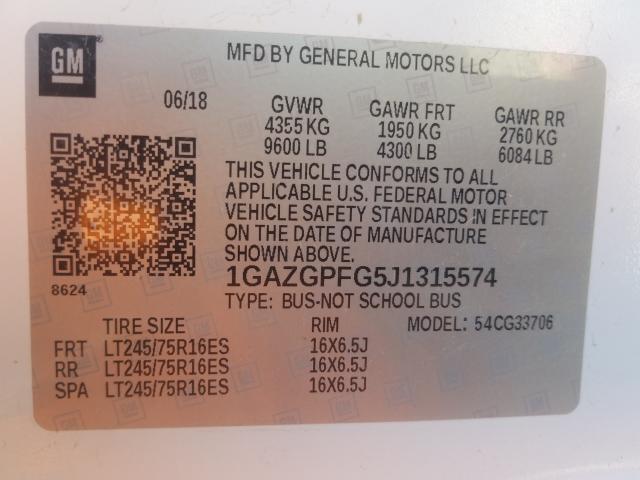 GM
MFD BY GENERAL MOTORS LLC
06/18 GVWR GAWR FRT GAWR RR
4355 KG 1950 KG 2760 KG
9600 LB 4300 LB 6084 LB
THIS VEHICLE CONFORMS TO ALL
APPLICABLE U.S. FEDERAL MOTOR
VEHICLE SAFETY STANDARDS IN EFFECT
ON THE DATE OF MANUFACTURE
SHOWN ABOVE.
1GAZGPFG5J1315574
8624
TYPE: BUS-NOT SCHOOL BUS
TIRE SIZE RIM MODEL: 54CG33706
FRT LT245/75R16ES 16X6.5J
RR LT245/75R16ES 16X6.5J
SPA LT245/75R16ES 16X6.5J